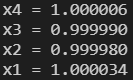 x4 = 1.000006
x3 = 0.999990
x2 = 0.999980
x1 = 1.000034